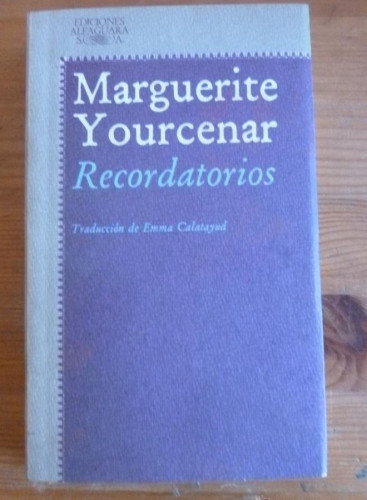 EDICIONES
ALFAGUARA
S.A.
Marguerite
Yourcenar
Recordatorios
Traducción de Emma Calatayud